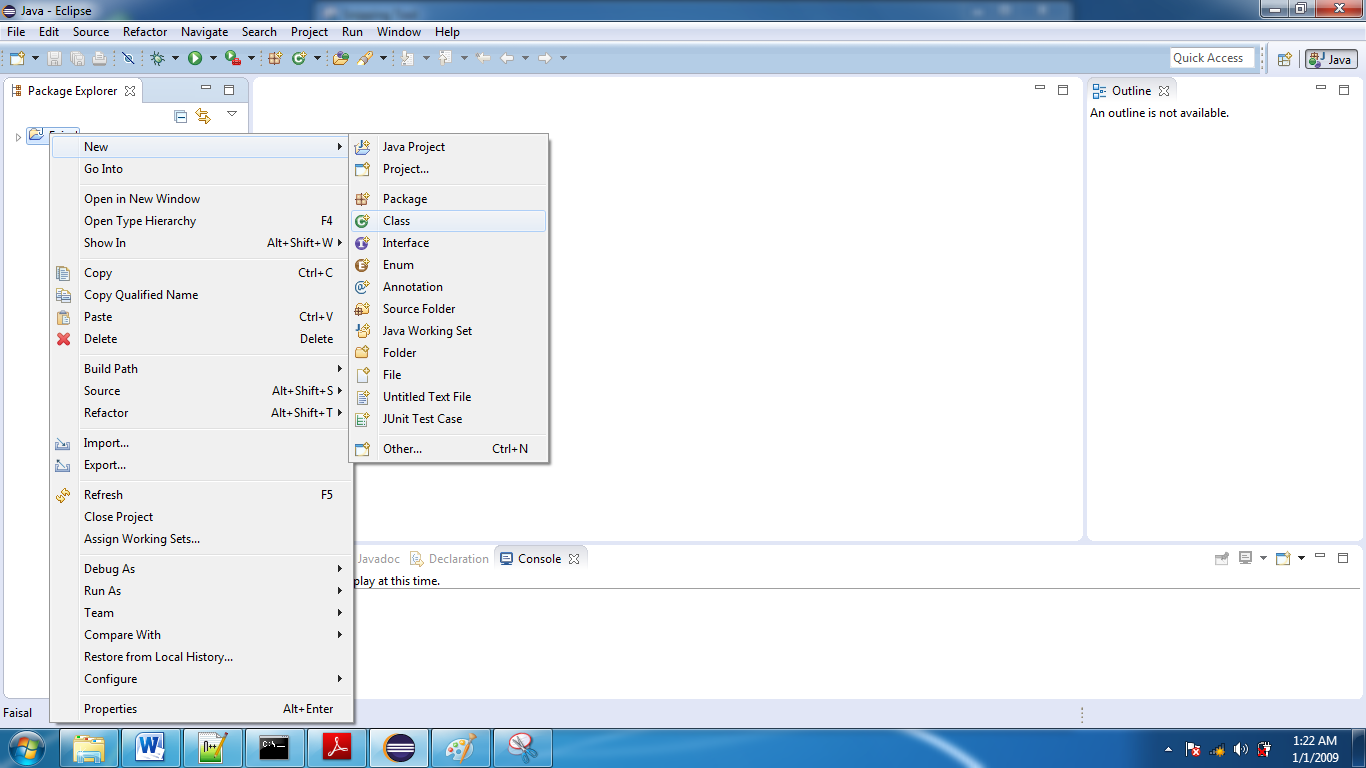 Java - Eclipse
File Edit Source Refactor Navigate Search Project Run Window Help
Quick Access Java
Package Explorer
Outline
An outline is not available.
New
Go Into
Open in New Window
Open Type Hierarchy F4
Show In Alt+Shift+W
Copy Ctrl+C
Copy Qualified Name
Paste Ctrl+V
Delete Delete
Build Path
Source Alt+Shift+S
Refactor Alt+Shift+T
Import...
Export...
Refresh F5
Close Project
Assign Working Sets...
Debug As
Run As
Team
Compare With
Restore from Local History...
Configure
Properties Alt+Enter
Java Project
Project...
Package
Class
Interface
Enum
Annotation
Source Folder
Java Working Set
Folder
File
Untitled Text File
JUnit Test Case
Other... Ctrl+N
Javadoc Declaration Console
play at this time.
Faisal
1:22 AM
1/1/2009